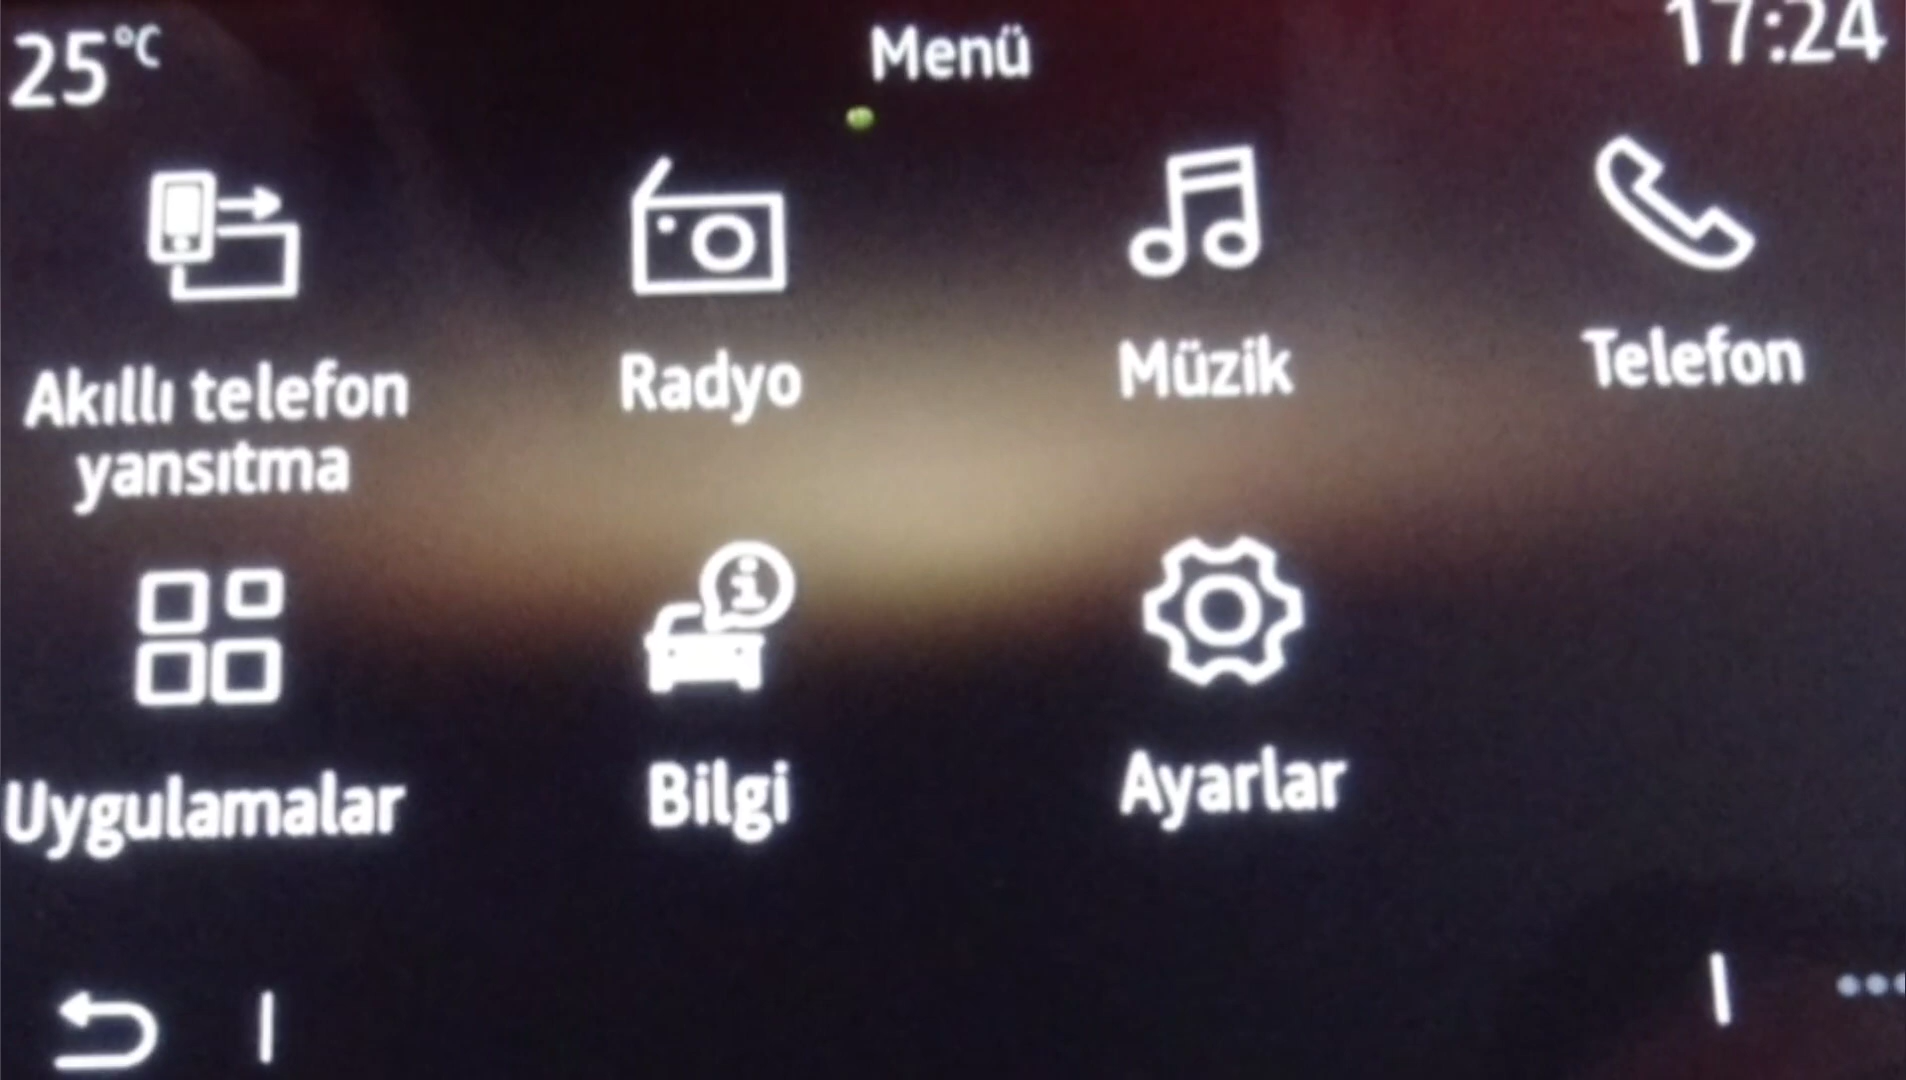 25°C
Menü
17:24
Akıllı telefon
yansıtma
Radyo
Müzik
Telefon
Uygulamalar
Bilgi
Ayarlar